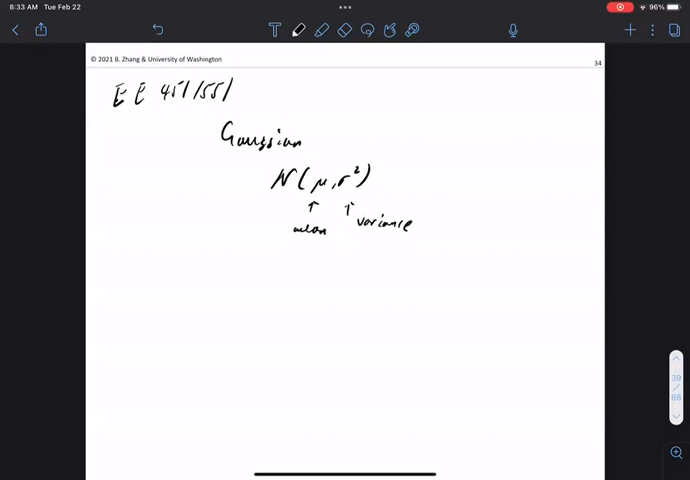 8:33 AM Tue Feb 22
96%
© 2021 B. Zhang & University of Washington
34
EE 451/551
Gaussian
N(μ,σ²)
↑ ↑
mean variance
39
/
68